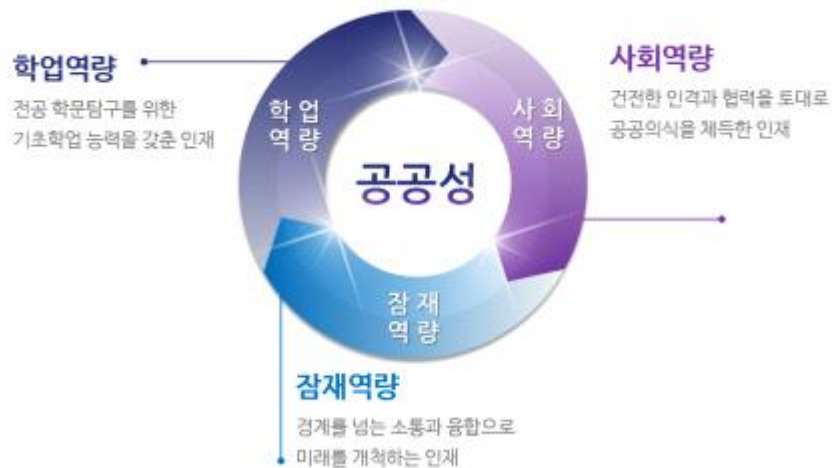 학업역량
전공 학문탐구를 위한
기초학업 능력을 갖춘 인재
사회역량
건전한 인격과 협력을 토대로
공공의식을 체득한 인재
학 업
역 량
사 회
역 량
공공성
잠 재
역 량
잠재역량
경계를 넘는 소통과 융합으로
미래를 개척하는 인재